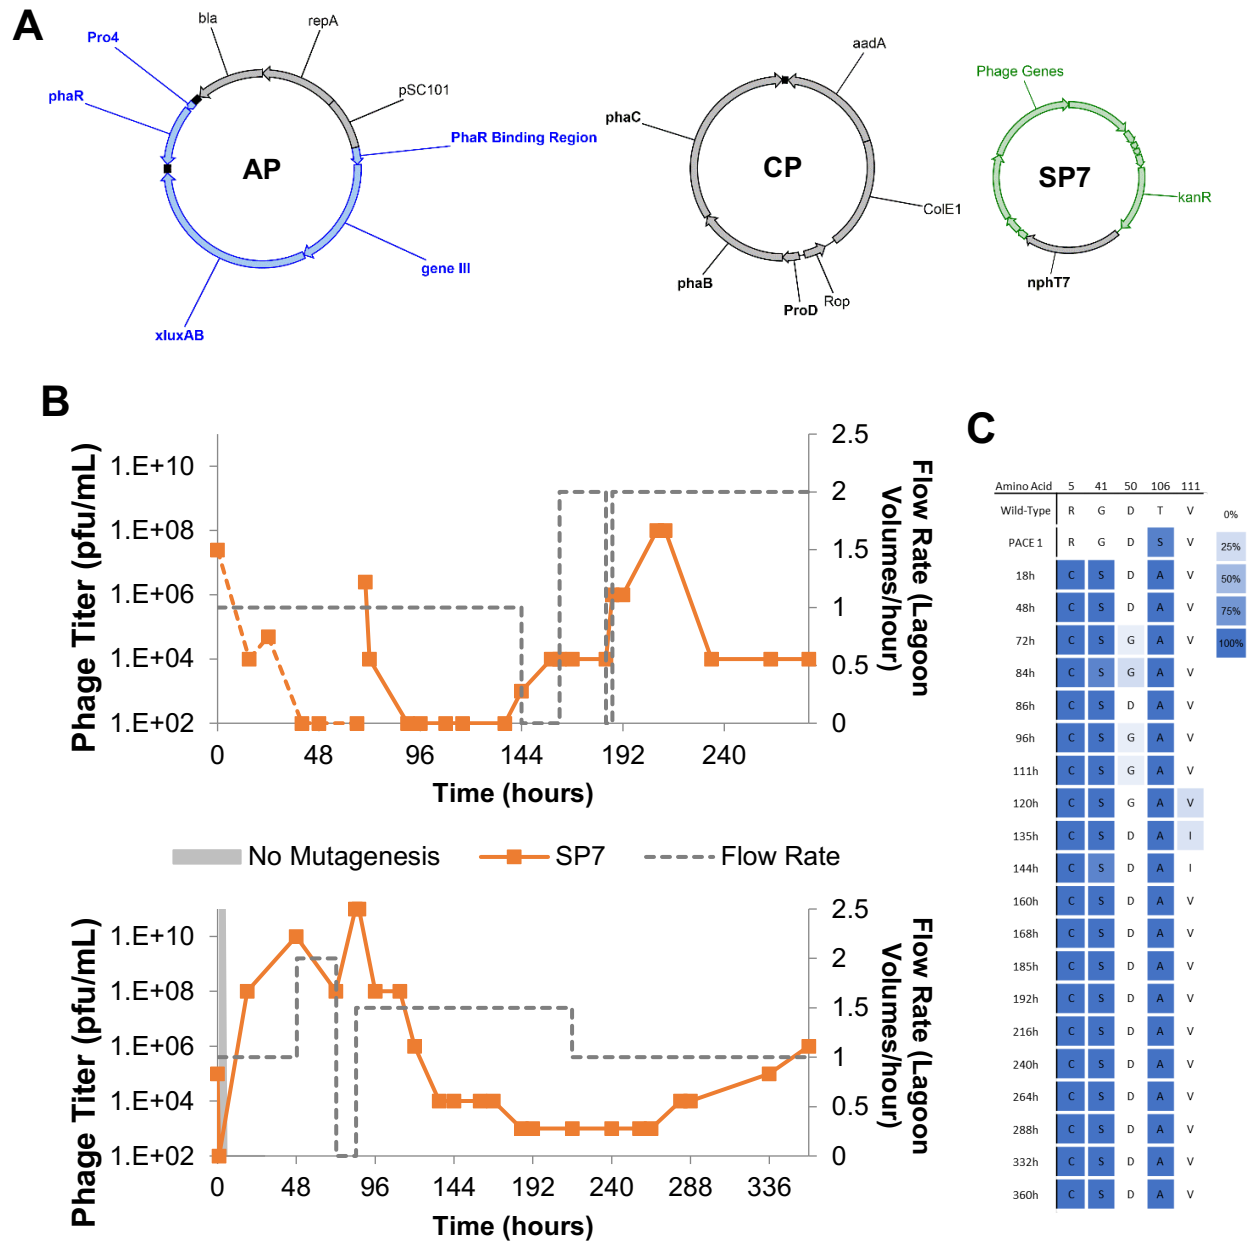 A
bla
repA
Pro4
phaR
pSC101
PhaR Binding Region
AP
gene III
xluxAB
aadA
phaC
CP
ColE1
phaB
ProD
Rop
Phage Genes
SP7
kanR
nphT7
B
Phage Titer (pfu/mL)
1.E+10
1.E+08
1.E+06
1.E+04
1.E+02
0 48 96 144 192 240
Time (hours)
2.5
2
1.5
1
0.5
0
Flow Rate (Lagoon
Volumes/hour)
No Mutagenesis SP7 Flow Rate
Phage Titer (pfu/mL)
1.E+10
1.E+08
1.E+06
1.E+04
1.E+02
0 48 96 144 192 240 288 336
Time (hours)
2.5
2
1.5
1
0.5
0
Flow Rate (Lagoon
Volumes/hour)
C
Amino Acid 5 41 50 106 111
Wild-Type R G D T V
PACE 1 R G D S V
18h C S D A V
48h C S D A V
72h C S G A V
84h C S G A V
86h C S D A V
96h C S G A V
111h C S G A V
120h C S G A V
135h C S D A I
144h C S D A I
160h C S D A V
168h C S D A V
185h C S D A V
192h C S D A V
216h C S D A V
240h C S D A V
264h C S D A V
288h C S D A V
332h C S D A V
360h C S D A V
0%
25%
50%
75%
100%